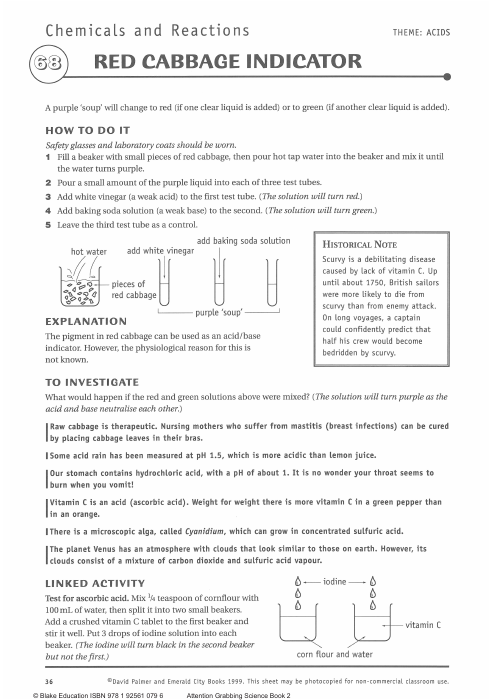 Chemicals and Reactions
THEME: ACIDS
68
RED CABBAGE INDICATOR
A purple 'soup' will change to red (if one clear liquid is added) or to green (if another clear liquid is added).
HOW TO DO IT
Safety glasses and laboratory coats should be worn.
1 Fill a beaker with small pieces of red cabbage, then pour hot tap water into the beaker and mix it until
the water turns purple.
2 Pour a small amount of the purple liquid into each of three test tubes.
3 Add white vinegar (a weak acid) to the first test tube. (The solution will turn red.)
4 Add baking soda solution (a weak base) to the second. (The solution will turn green.)
5 Leave the third test tube as a control.
hot water
add white vinegar
add baking soda solution
pieces of
red cabbage
purple 'soup'
HISTORICAL NOTE
Scurvy is a debilitating disease
caused by lack of vitamin C. Up
until about 1750, British sailors
were more likely to die from
scurvy than from enemy attack.
On long voyages, a captain
could confidently predict that
half his crew would become
bedridden by scurvy.
EXPLANATION
The pigment in red cabbage can be used as an acid/base
indicator. However, the physiological reason for this is
not known.
TO INVESTIGATE
What would happen if the red and green solutions above were mixed? (The solution will turn purple as the
acid and base neutralise each other.)
Raw cabbage is therapeutic. Nursing mothers who suffer from mastitis (breast infections) can be cured
by placing cabbage leaves in their bras.
Some acid rain has been measured at pH 1.5, which is more acidic than lemon juice.
Our stomach contains hydrochloric acid, with a pH of about 1. It is no wonder your throat seems to
burn when you vomit!
Vitamin C is an acid (ascorbic acid). Weight for weight there is more vitamin C in a green pepper than
in an orange.
There is a microscopic alga, called Cyanidium, which can grow in concentrated sulfuric acid.
The planet Venus has an atmosphere with clouds that look similar to those on earth. However, its
clouds consist of a mixture of carbon dioxide and sulfuric acid vapour.
LINKED ACTIVITY
Test for ascorbic acid. Mix ¼ teaspoon of cornflour with
100 mL of water, then split it into two small beakers.
Add a crushed vitamin C tablet to the first beaker and
stir it well. Put 3 drops of iodine solution into each
beaker. (The iodine will turn black in the second beaker
but not the first.)
iodine
vitamin C
corn flour and water
36
©David Palmer and Emerald City Books 1999. This sheet may be photocopied for non-commercial classroom use.
© Blake Education ISBN 978 1 92561 079 6 Attention Grabbing Science Book 2